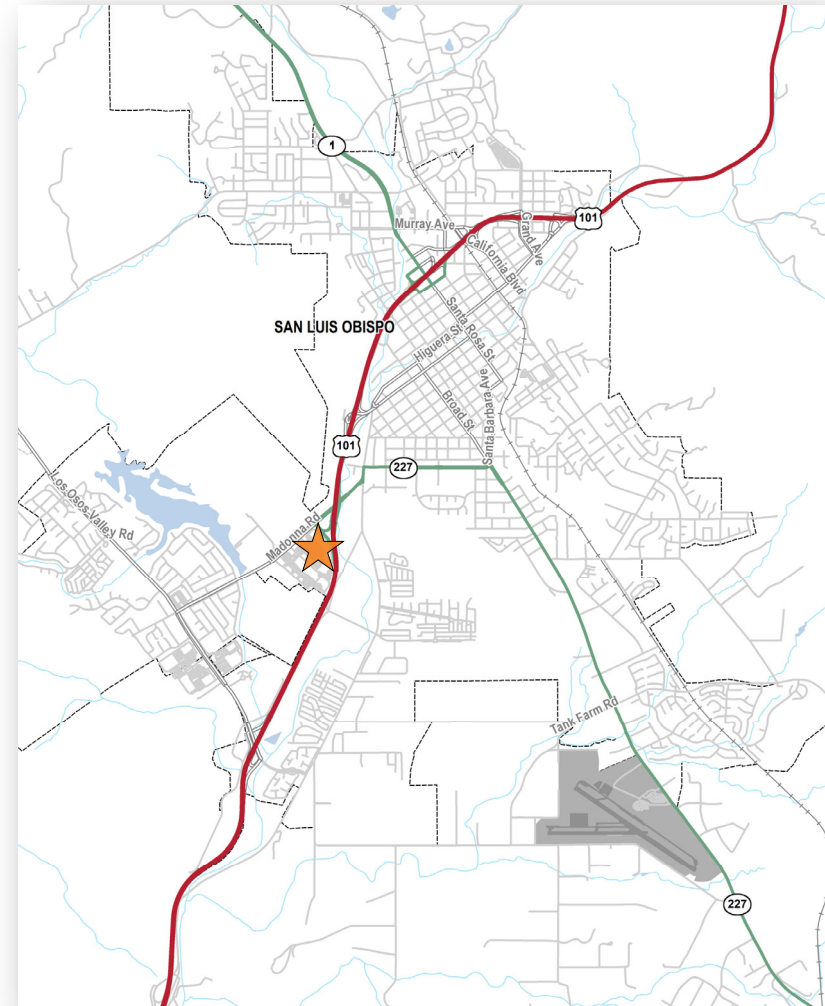 1
101
Murray Ave
Grand Ave
California Blvd
SAN LUIS OBISPO
Santa Rosa St
Higuera St
Broad St
Santa Barbara Ave
101
227
Los Osos Valley Rd
Madonna Rd
Tank Farm Rd
227